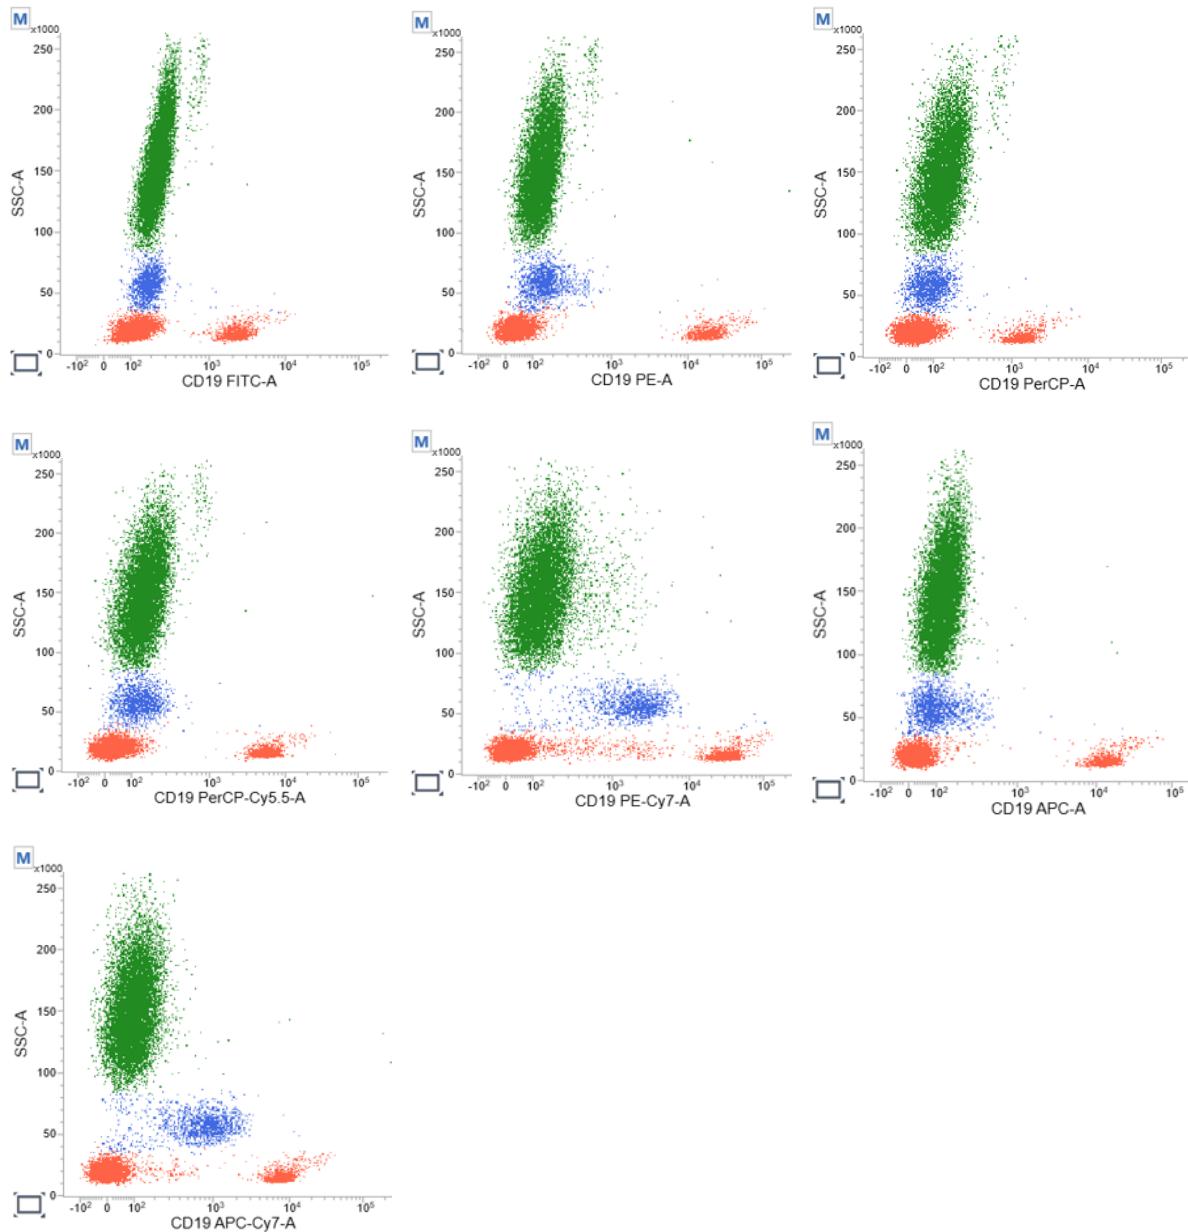 M
x1000
250
200
150
100
50
0
SSC-A
-10² 0 10² 10³ 10⁴ 10⁵
CD19 FITC-A
M
x1000
250
200
150
100
50
0
SSC-A
-10² 0 10² 10³ 10⁴ 10⁵
CD19 PE-A
M
x1000
250
200
150
100
50
0
SSC-A
-10² 0 10² 10³ 10⁴ 10⁵
CD19 PerCP-A
M
x1000
250
200
150
100
50
0
SSC-A
-10² 0 10² 10³ 10⁴ 10⁵
CD19 PerCP-Cy5.5-A
M
x1000
250
200
150
100
50
0
SSC-A
-10² 0 10² 10³ 10⁴ 10⁵
CD19 PE-Cy7-A
M
x1000
250
200
150
100
50
0
SSC-A
-10² 0 10² 10³ 10⁴ 10⁵
CD19 APC-A
M
x1000
250
200
150
100
50
0
SSC-A
-10² 0 10² 10³ 10⁴ 10⁵
CD19 APC-Cy7-A